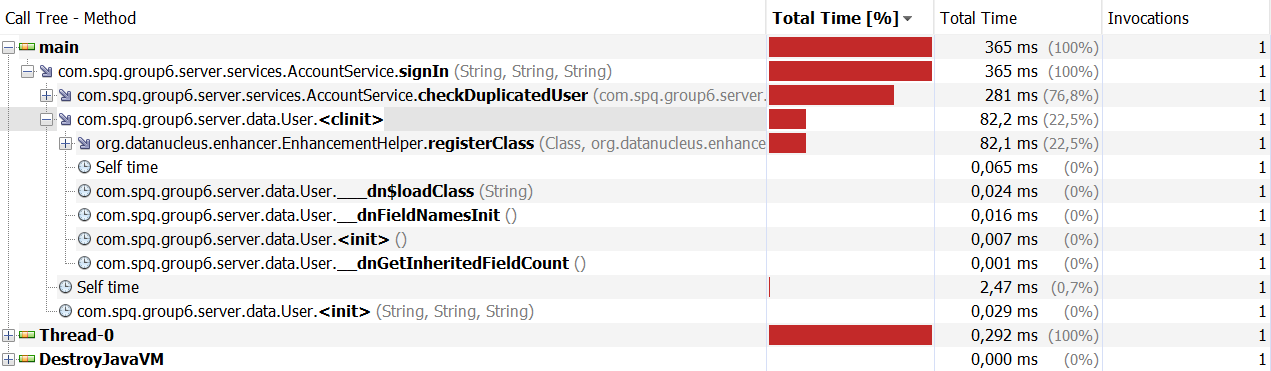 Call Tree - Method Total Time [%] Total Time Invocations
main 365 ms (100%) 1
com.spq.group6.server.services.AccountService.signIn (String, String, String) 365 ms (100%) 1
com.spq.group6.server.services.AccountService.checkDuplicatedUser (com.spq.group6.server. 281 ms (76,8%) 1
com.spq.group6.server.data.User.<clinit> 82,2 ms (22,5%) 1
org.datanucleus.enhancer.EnhancementHelper.registerClass (Class, org.datanucleus.enhance 82,1 ms (22,5%) 1
Self time 0,065 ms (0%) 1
com.spq.group6.server.data.User.___dn$loadClass (String) 0,024 ms (0%) 1
com.spq.group6.server.data.User.__dnFieldNamesInit () 0,016 ms (0%) 1
com.spq.group6.server.data.User.<init> () 0,007 ms (0%) 1
com.spq.group6.server.data.User.__dnGetInheritedFieldCount () 0,001 ms (0%) 1
Self time 2,47 ms (0,7%) 1
com.spq.group6.server.data.User.<init> (String, String, String) 0,029 ms (0%) 1
Thread-0 0,292 ms (100%) 1
DestroyJavaVM 0,000 ms (0%) 1